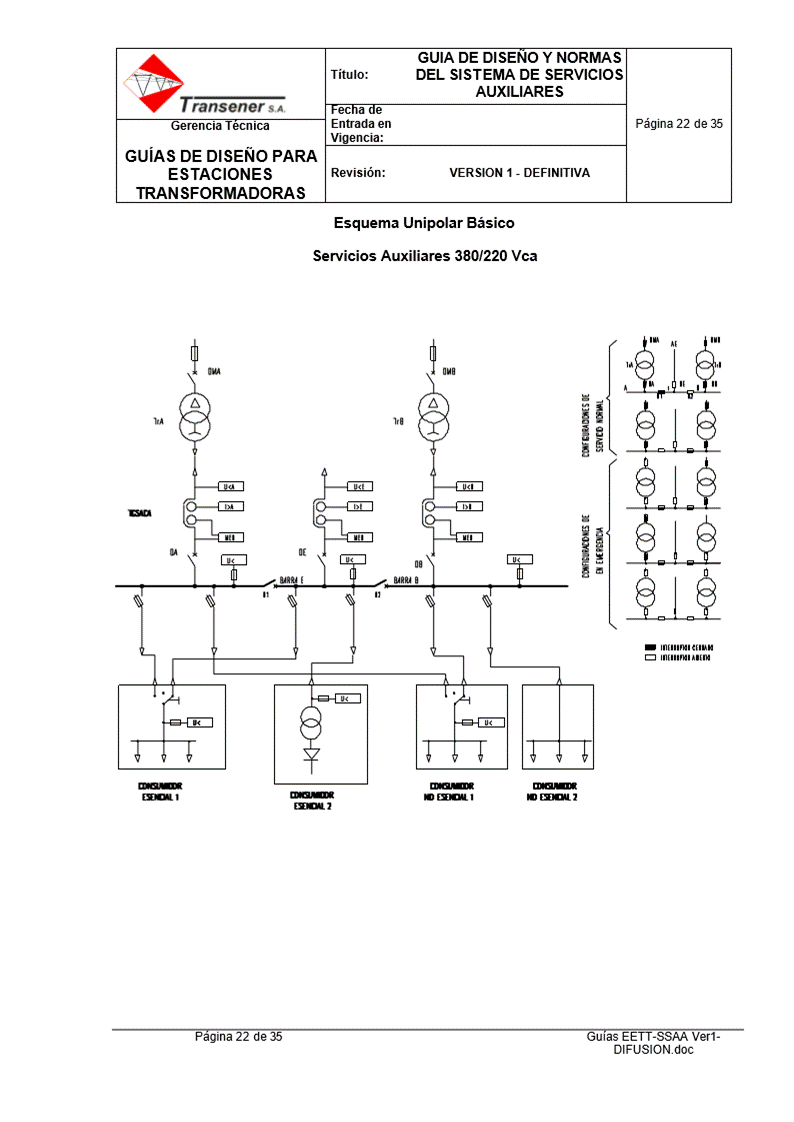 Transener S.A.
Gerencia Técnica
GUÍAS DE DISEÑO PARA
ESTACIONES
TRANSFORMADORAS
Título:
GUIA DE DISEÑO Y NORMAS
DEL SISTEMA DE SERVICIOS
AUXILIARES
Fecha de
Entrada en
Vigencia:
Revisión:
VERSION 1 - DEFINITIVA
Página 22 de 35
Esquema Unipolar Básico
Servicios Auxiliares 380/220 Vca
DMA
DMB
TrA
TrB
U<A
U<E
U<B
I>A
I>E
I>B
TGSACA
MED
MED
MED
DA
DE
DB
U<
U<
U<
BARRA E
BARRA B
U<
U<
U<
CONSUMIDOR
ESENCIAL 1
CONSUMIDOR
ESENCIAL 2
CONSUMIDOR
NO ESENCIAL 1
CONSUMIDOR
NO ESENCIAL 2
DMA
AE
DMB
TrA
TrB
A
DA
DE
DB
CONFIGURACIONES DE
SERVICIO NORMAL
CONFIGURACIONES DE
EN EMERGENCIA
INTERRUPTOR CERRADO
INTERRUPTOR ABIERTO
Página 22 de 35
Guías EETT-SSAA Ver1-
DIFUSION.doc